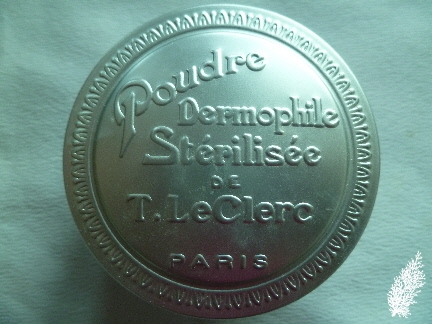 Poudre
Dermophile
Stérilisée
DE
T. LeClerc
PARIS